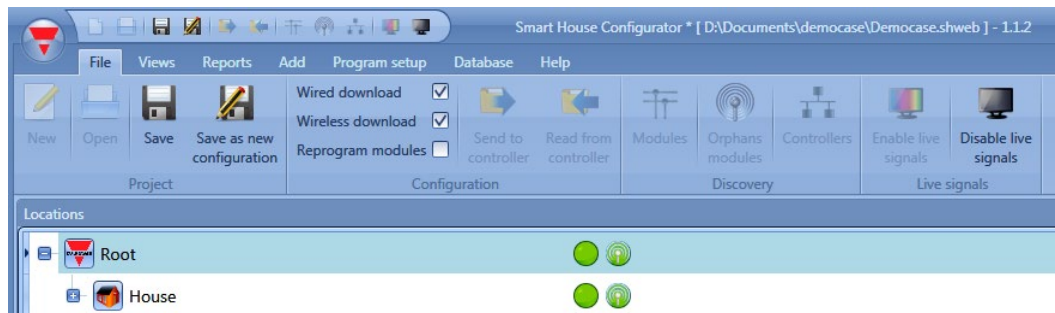 Smart House Configurator * [ D:\Documents\democase\Democase.shweb ] - 1.1.2
File Views Reports Add Program setup Database Help
New
Open
Save
Save as new
configuration
Project
Wired download
Wireless download
Reprogram modules
Send to
controller
Read from
controller
Configuration
Modules
Orphans
modules
Controllers
Discovery
Enable live
signals
Disable live
signals
Live signals
Locations
Root
House